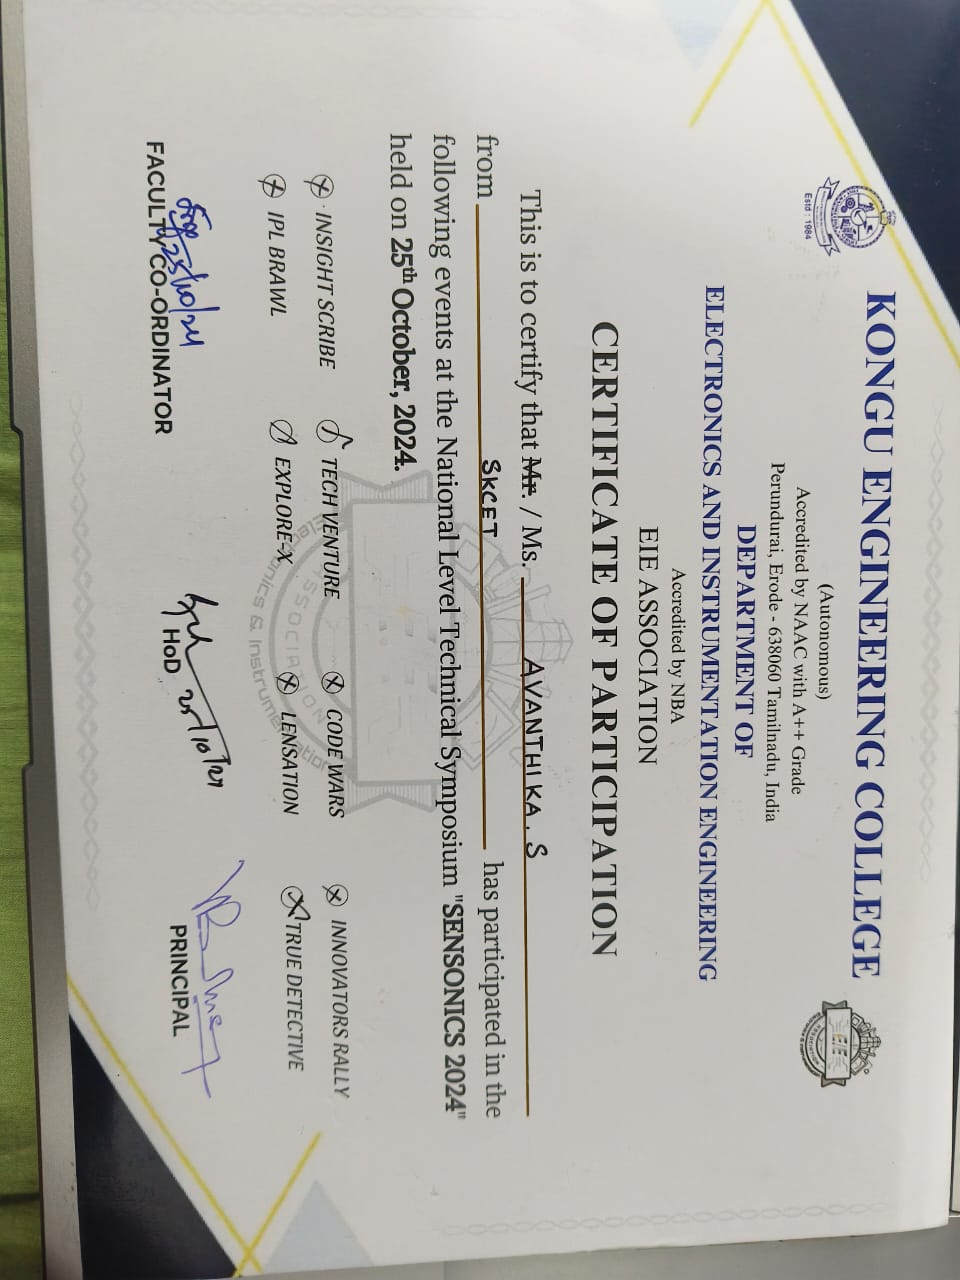 KONGU ENGINEERING COLLEGE
(Autonomous)
Accredited by NAAC with A++ Grade
Perundurai, Erode - 638060 Tamilnadu, India
Estd : 1984
EIE
DEPARTMENT OF
ELECTRONICS AND INSTRUMENTATION ENGINEERING
Accredited by NBA
EIE ASSOCIATION
CERTIFICATE OF PARTICIPATION
This is to certify that Mr. / Ms. AVANTHIKA. S
from SKCET has participated in the
following events at the National Level Technical Symposium "SENSONICS 2024"
held on 25th October, 2024.
INSIGHT SCRIBE TECH VENTURE CODE WARS INNOVATORS RALLY
IPL BRAWL EXPLORE-X LENSATION TRUE DETECTIVE
25/10/24 25/10/24
FACULTY CO-ORDINATOR HoD PRINCIPAL